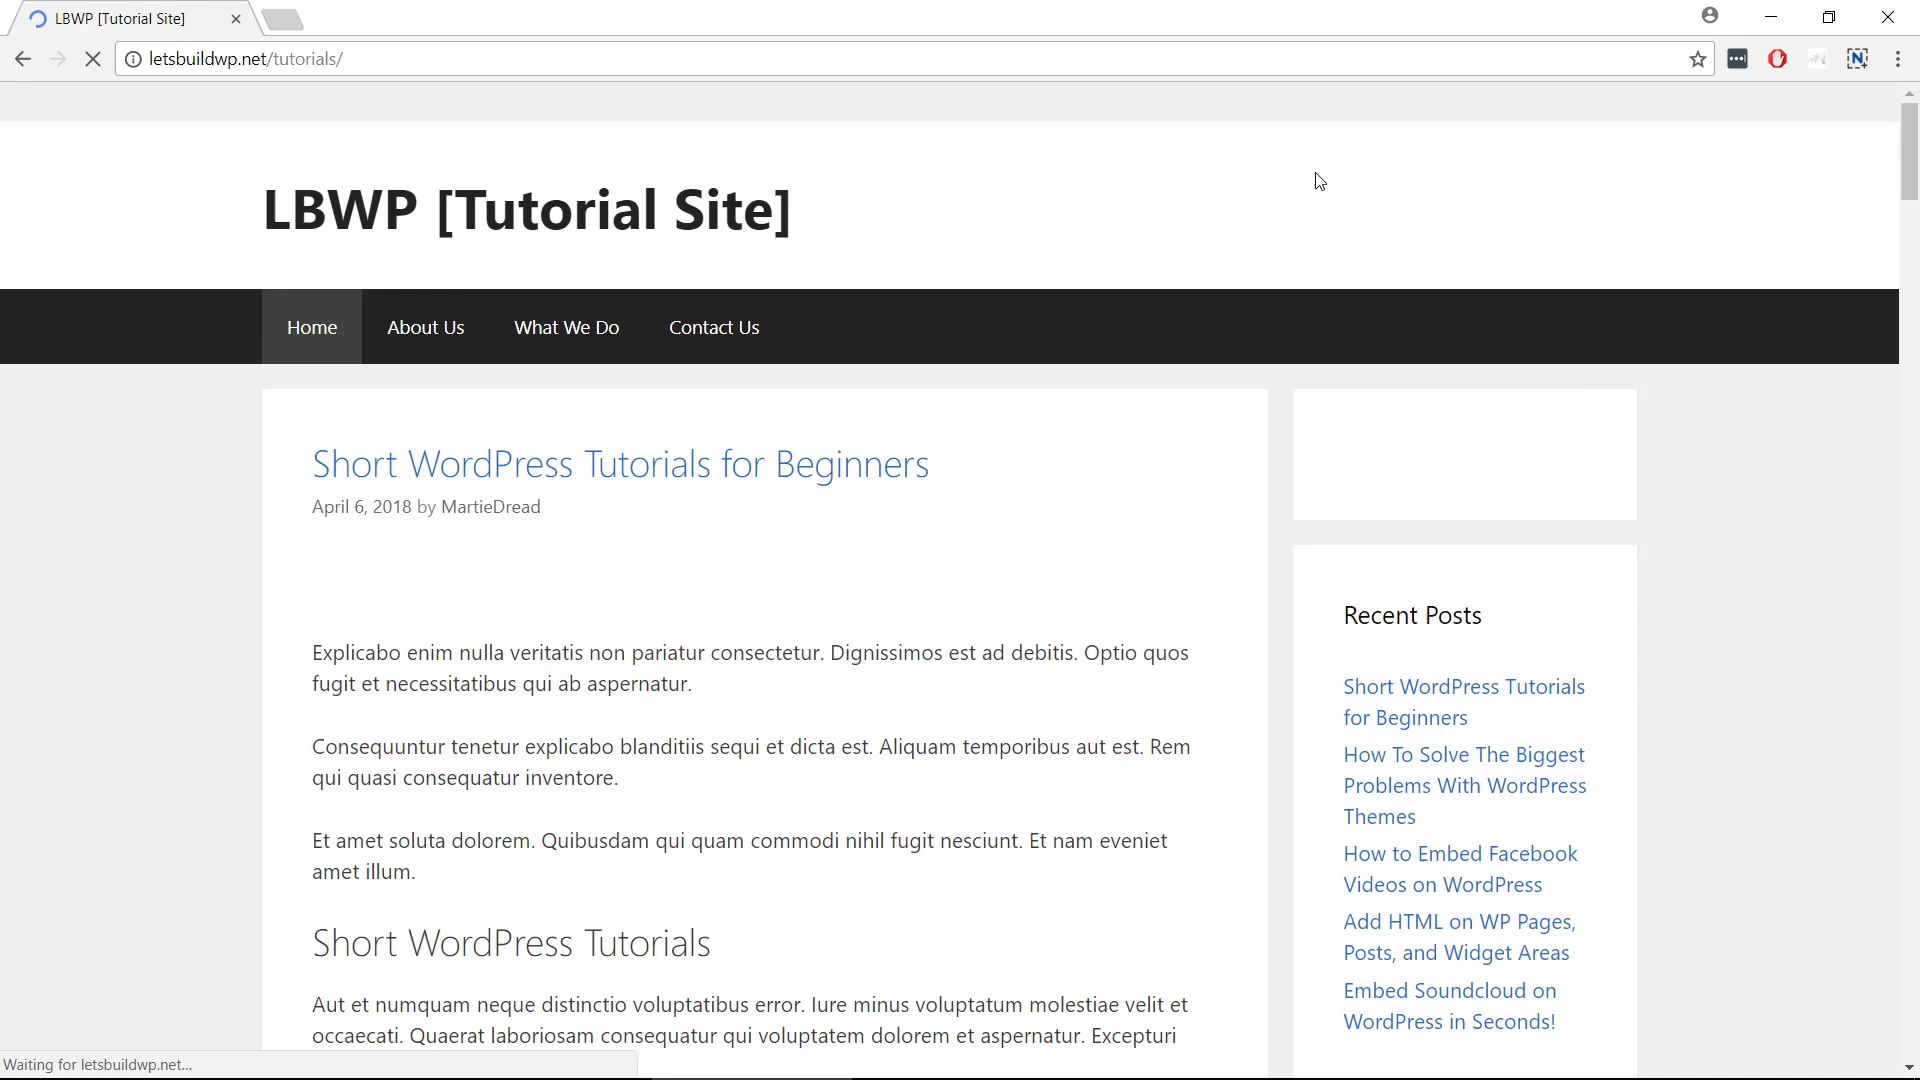 LBWP [Tutorial Site]
letsbuildwp.net/tutorials/
LBWP [Tutorial Site]
Home
About Us
What We Do
Contact Us
Short WordPress Tutorials for Beginners
April 6, 2018 by MartieDread
Explicabo enim nulla veritatis non pariatur consectetur. Dignissimos est ad debitis. Optio quos
fugit et necessitatibus qui ab aspernatur.
Consequuntur tenetur explicabo blanditiis sequi et dicta est. Aliquam temporibus aut est. Rem
qui quasi consequatur inventore.
Et amet soluta dolorem. Quibusdam qui quam commodi nihil fugit nesciunt. Et nam eveniet
amet illum.
Short WordPress Tutorials
Aut et numquam neque distinctio voluptatibus error. Iure minus voluptatum molestiae velit et
occaecati. Quaerat laboriosam consequatur qui voluptatem dolorem et aspernatur. Excepturi
Recent Posts
Short WordPress Tutorials
for Beginners
How To Solve The Biggest
Problems With WordPress
Themes
How to Embed Facebook
Videos on WordPress
Add HTML on WP Pages,
Posts, and Widget Areas
Embed Soundcloud on
WordPress in Seconds!
Waiting for letsbuildwp.net...